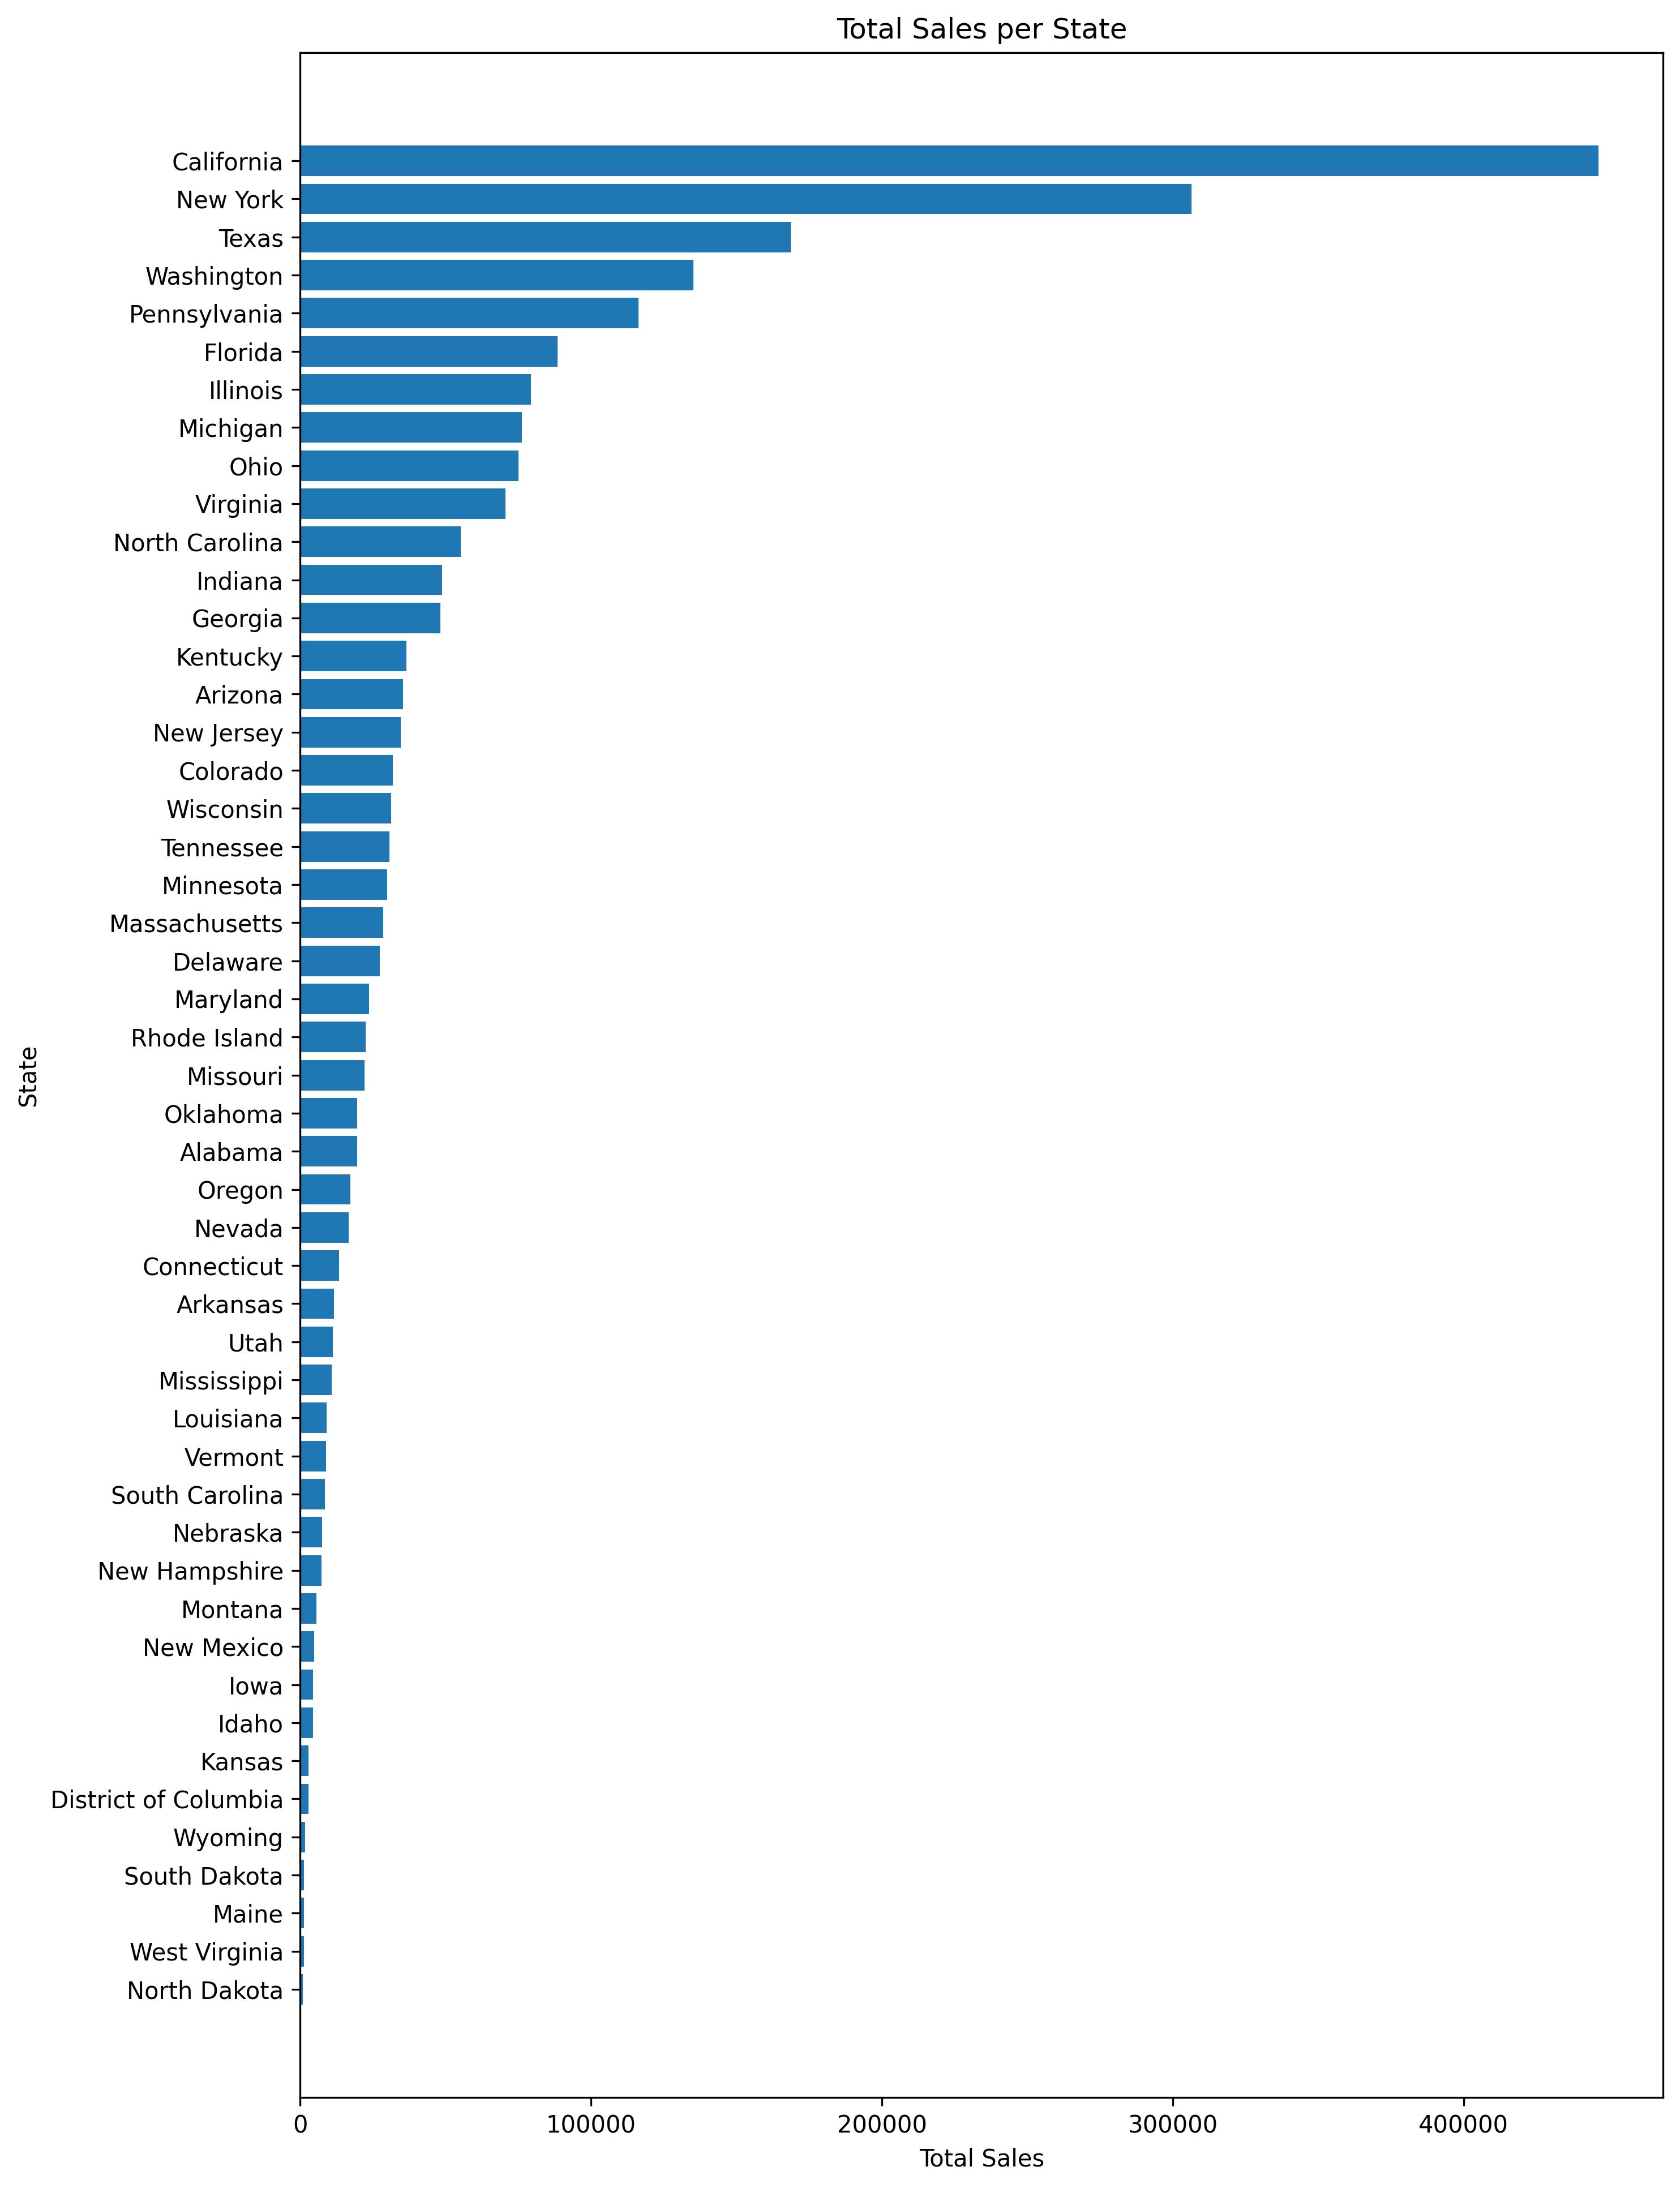 Total Sales per State
California
New York
Texas
Washington
Pennsylvania
Florida
Illinois
Michigan
Ohio
Virginia
North Carolina
Indiana
Georgia
Kentucky
Arizona
New Jersey
Colorado
Wisconsin
Tennessee
Minnesota
Massachusetts
Delaware
Maryland
Rhode Island
Missouri
Oklahoma
Alabama
Oregon
Nevada
Connecticut
Arkansas
Utah
Mississippi
Louisiana
Vermont
South Carolina
Nebraska
New Hampshire
Montana
New Mexico
Iowa
Idaho
Kansas
District of Columbia
Wyoming
South Dakota
Maine
West Virginia
North Dakota
State
0 100000 200000 300000 400000
Total Sales